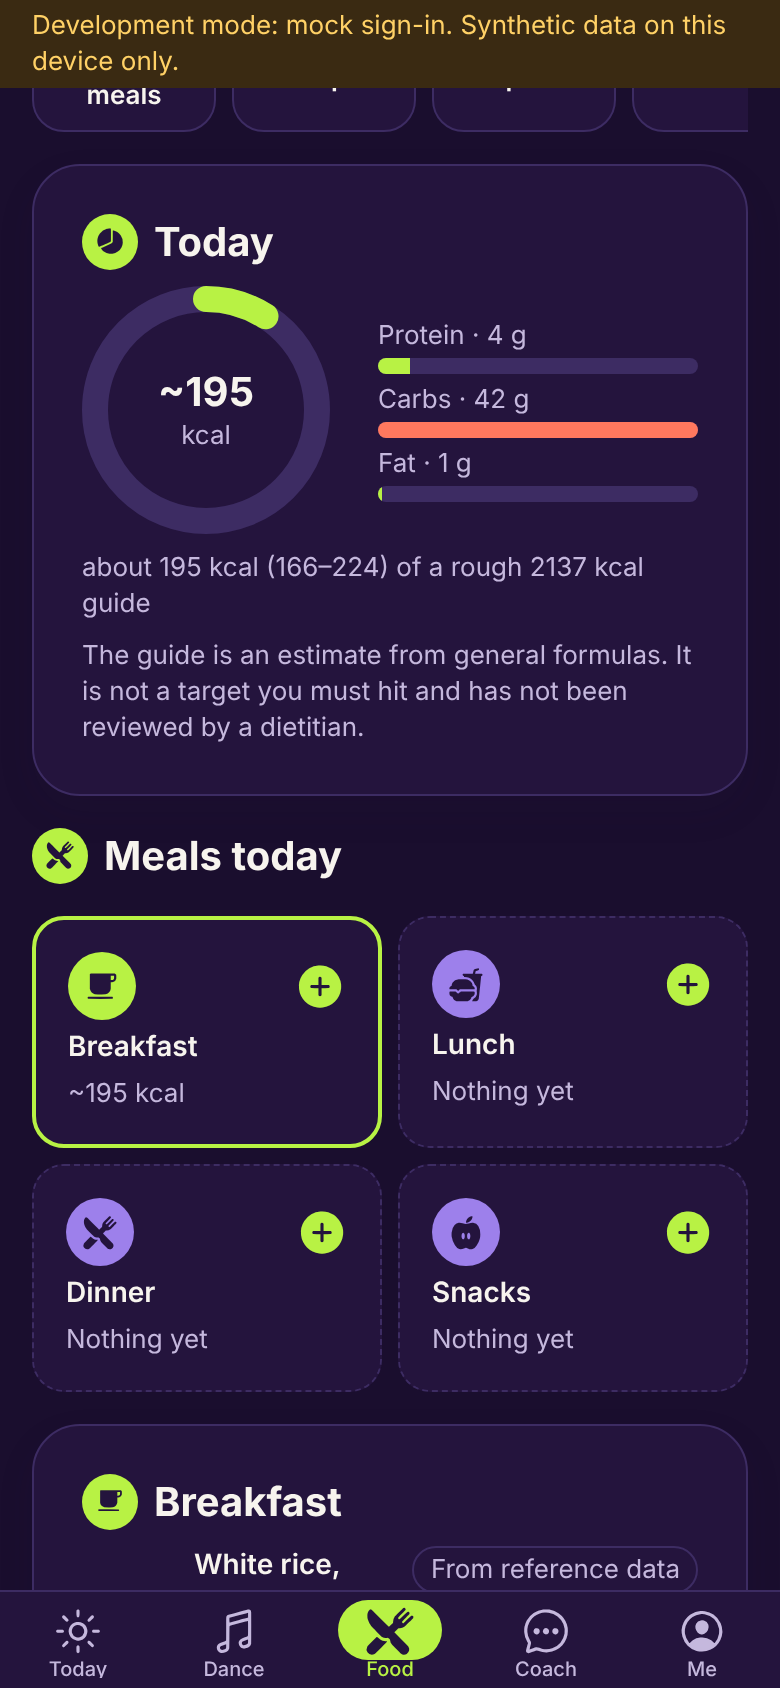 Development mode: mock sign-in. Synthetic data on this
device only.
meals
Today
~195
kcal
Protein · 4 g
Carbs · 42 g
Fat · 1 g
about 195 kcal (166–224) of a rough 2137 kcal
guide
The guide is an estimate from general formulas. It
is not a target you must hit and has not been
reviewed by a dietitian.
Meals today
Breakfast
~195 kcal
Lunch
Nothing yet
Dinner
Nothing yet
Snacks
Nothing yet
Breakfast
White rice,
From reference data
Today
Dance
Food
Coach
Me